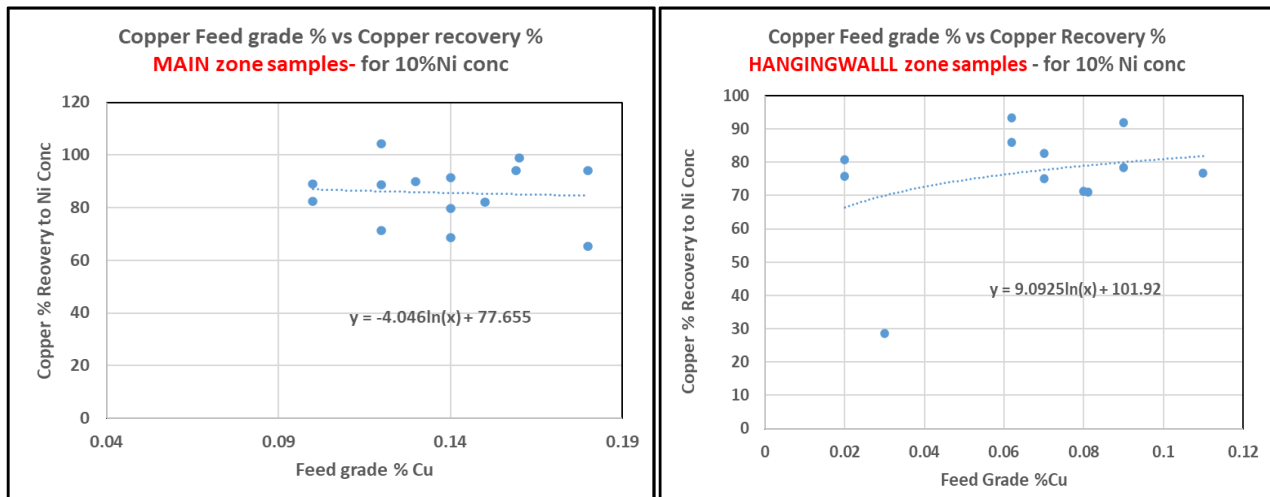 Copper Feed grade % vs Copper recovery %
MAIN zone samples- for 10%Ni conc
Copper % Reovery to Ni Conc
120
100
80
60
40
20
0
y = -4.046ln(x) + 77.655
0.04
0.09
0.14
0.19
Feed grade % Cu
Copper Feed grade % vs Copper Recovery %
HANGINGWALLL zone samples - for 10% Ni conc
Copper % Recovery to Ni Conc
100
90
80
70
60
50
40
30
20
10
0
y = 9.0925ln(x) + 101.92
0
0.02
0.04
0.06
0.08
0.1
0.12
Feed Grade %Cu